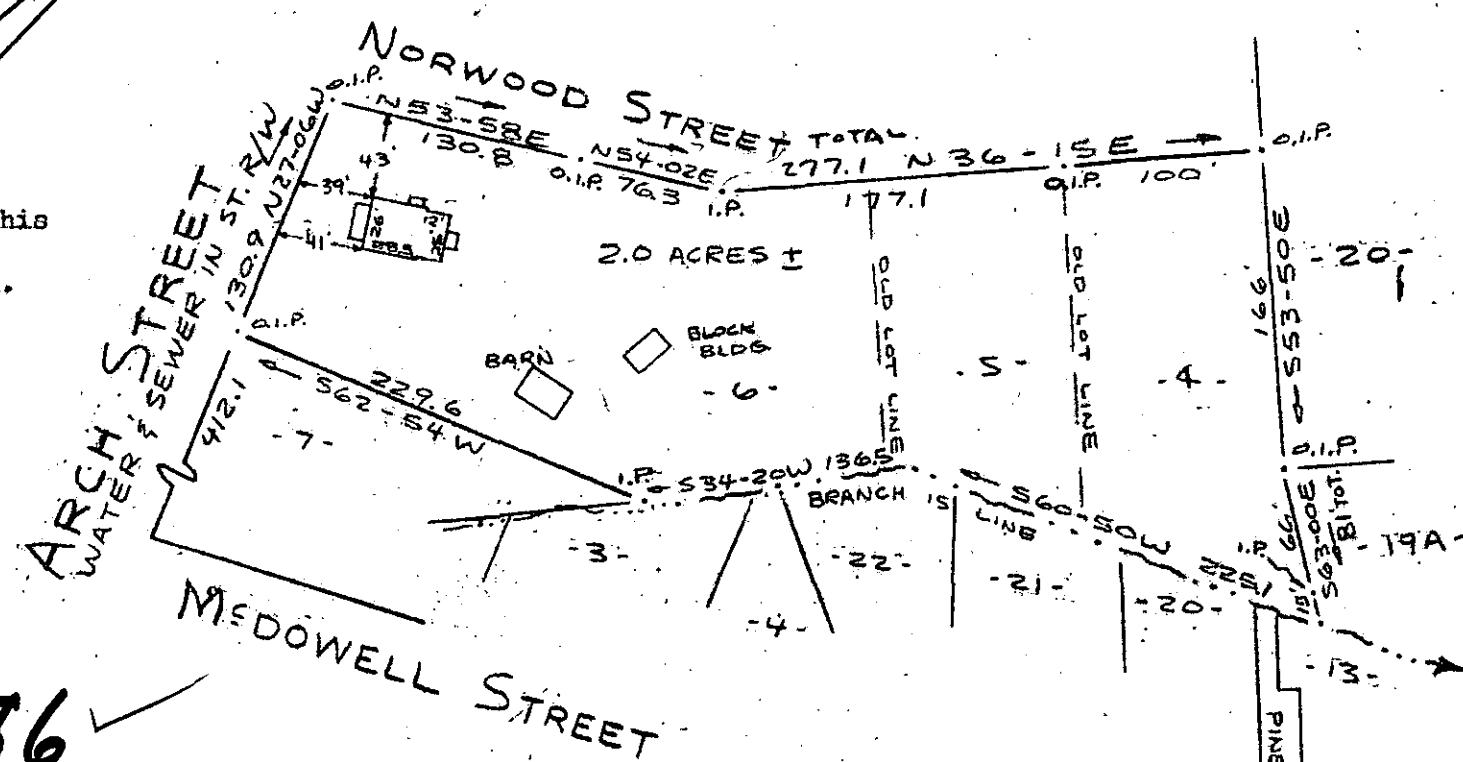 NORWOOD STREET
O.I.P.
N53-58E
130.8
O.I.P.
N54-02E
76.3
I.P.
TOTAL
277.1 N36-15E
177.1
O.I.P.
100'
O.I.P.
his
ARCH STREET
WATER & SEWER IN ST. R/W
130.9 N27-06W
43'
39'
41'
26'
12'
2.0 ACRES ±
OLD LOT LINE
OLD LOT LINE
166'
S53-50E
-20-
O.I.P.
BARN
BLOCK
BLDG
-6-
-5-
-4-
229.6
S62-54W
412.1
-7-
I.P.
S34-20W 136.5
BRANCH IS LINE
S60-50W
225.1
O.I.P.
66'
S63-00E
81 TOT.
I.P.
15'
-19A-
-3-
-4-
-22-
-21-
-20-
-13-
MCDOWELL STREET
PINE